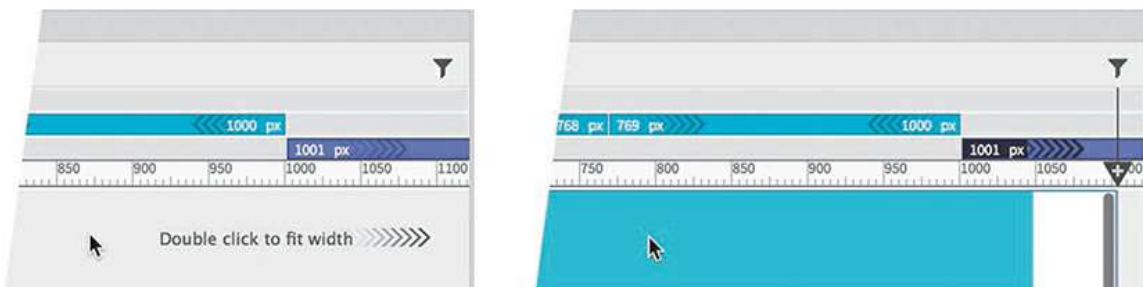 1000 px
1001 px
850 900 950 1000 1050 1100
Double click to fit width
768 px 769 px 1000 px
1001 px
750 800 850 900 950 1000 1050